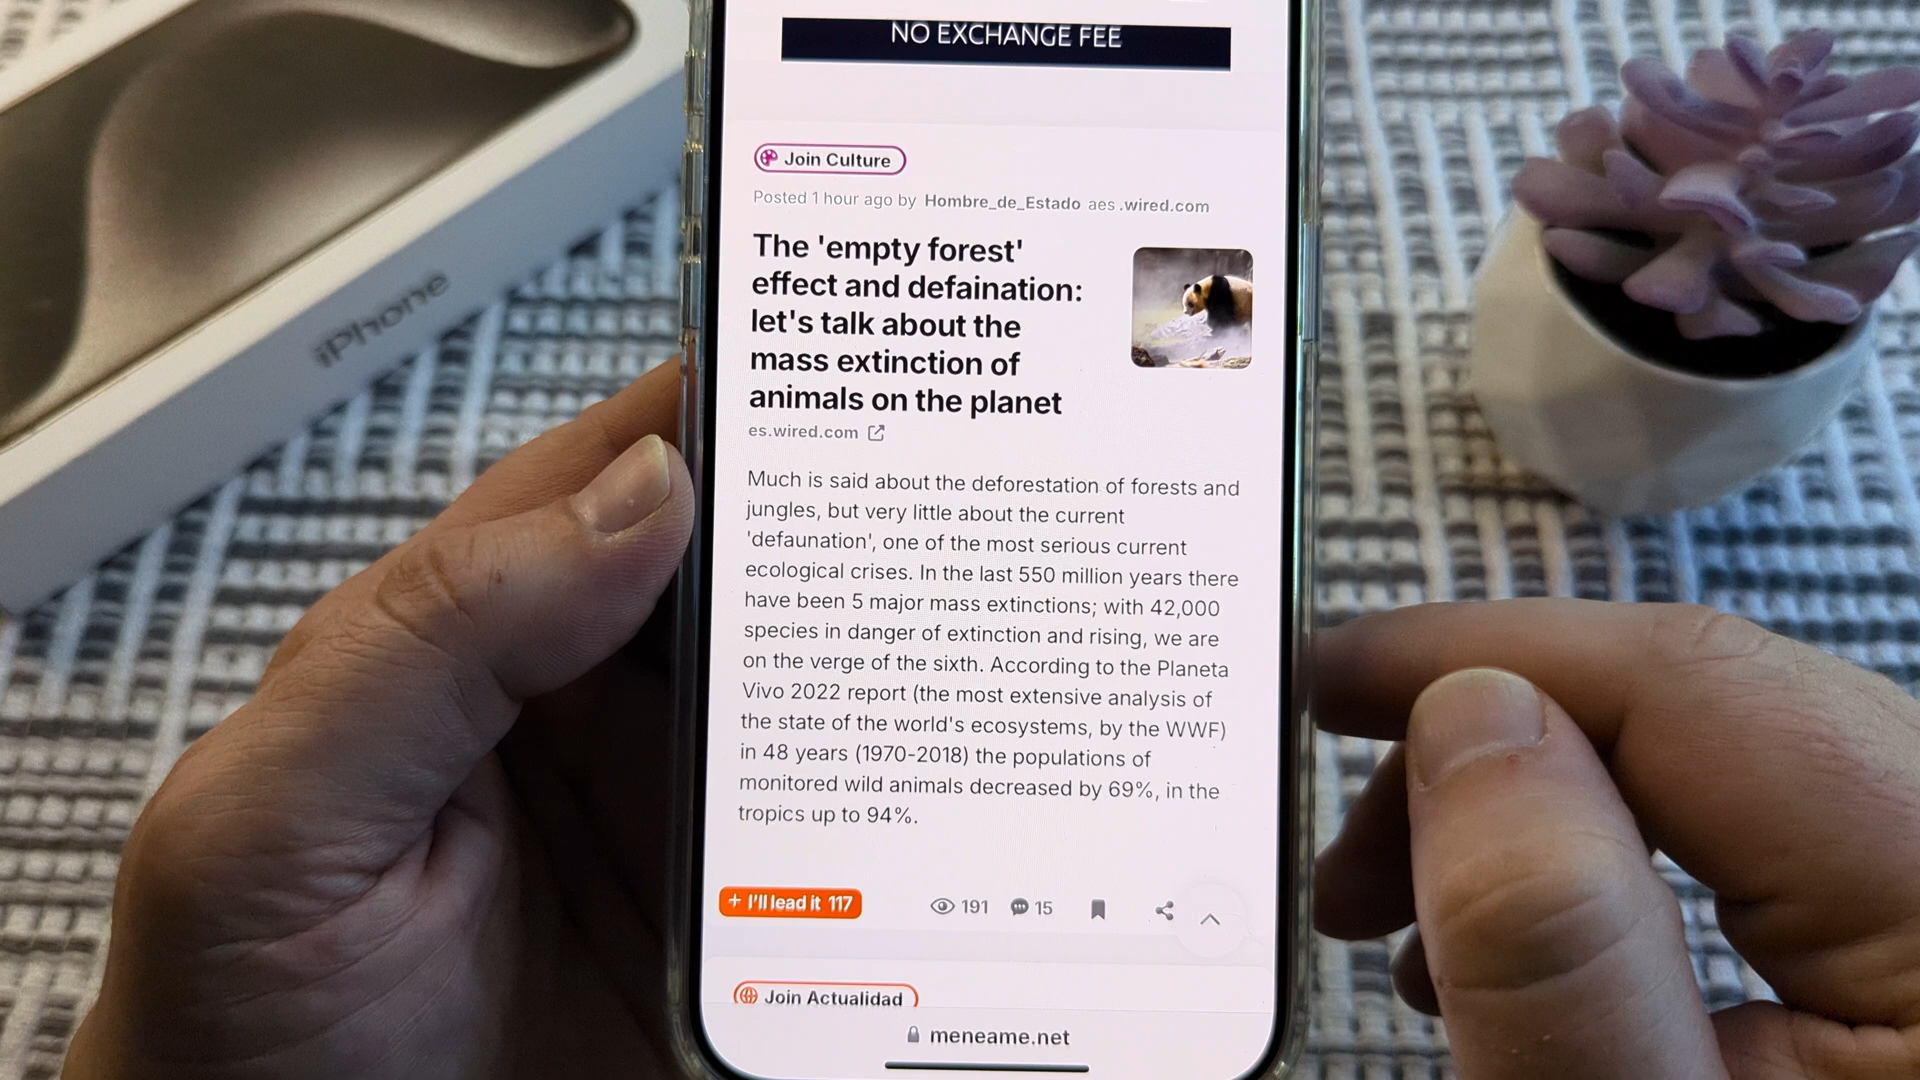 NO EXCHANGE FEE
Join Culture
Posted 1 hour ago by Hombre_de_Estado aes.wired.com
The 'empty forest'
effect and defaination:
let's talk about the
mass extinction of
animals on the planet
es.wired.com
Much is said about the deforestation of forests and
jungles, but very little about the current
'defaunation', one of the most serious current
ecological crises. In the last 550 million years there
have been 5 major mass extinctions; with 42,000
species in danger of extinction and rising, we are
on the verge of the sixth. According to the Planeta
Vivo 2022 report (the most extensive analysis of
the state of the world's ecosystems, by the WWF)
in 48 years (1970-2018) the populations of
monitored wild animals decreased by 69%, in the
tropics up to 94%.
+ I'll lead it 117
191
15
Join Actualidad
meneame.net
iPhone